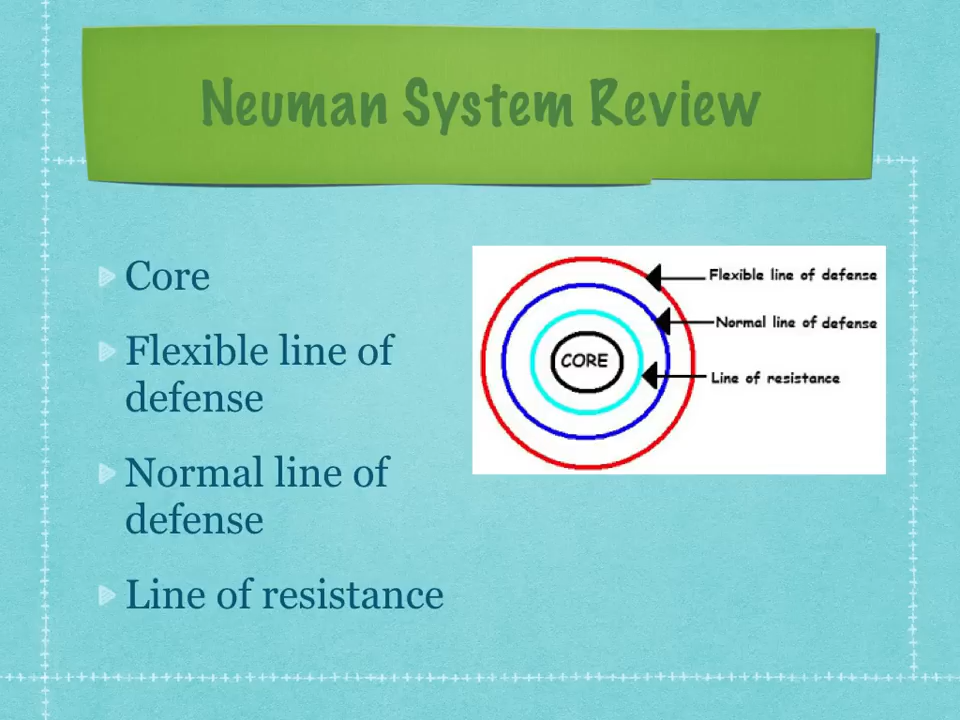 Neuman System Review
Core
Flexible line of
defense
Normal line of
defense
Line of resistance
CORE
Flexible line of defense
Normal line of defense
Line of resistance